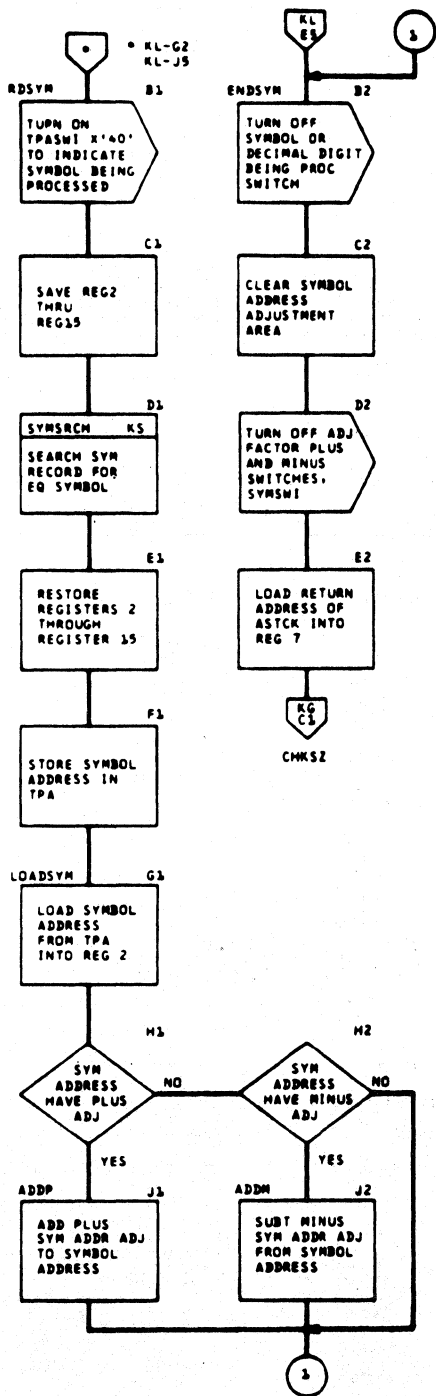 * * KL-G2
KL-J5
RDSYM B1
TURN ON
TPASWI X'40'
TO INDICATE
SYMBOL BEING
PROCESSED
C1
SAVE REG2
THRU
REG15
D1
SYMSRCH KS
SEARCH SYM
RECORD FOR
EQ SYMBOL
E1
RESTORE
REGISTERS 2
THROUGH
REGISTER 15
F1
STORE SYMBOL
ADDRESS IN
TPA
LOADSYM G1
LOAD SYMBOL
ADDRESS
FROM TPA
INTO REG 2
H1
SYM
ADDRESS
HAVE PLUS
ADJ
NO
YES
ADDP J1
ADD PLUS
SYM ADDR ADJ
TO SYMBOL
ADDRESS
KL
E5
1
ENDSYM B2
TURN OFF
SYMBOL OR
DECIMAL DIGIT
BEING PROC
SWITCH
C2
CLEAR SYMBOL
ADDRESS
ADJUSTMENT
AREA
D2
TURN OFF ADJ
FACTOR PLUS
AND MINUS
SWITCHES,
SYMSWI
E2
LOAD RETURN
ADDRESS OF
ASTCK INTO
REG 7
KG
C1
CHKSZ
H2
SYM
ADDRESS
HAVE MINUS
ADJ
NO
YES
ADDM J2
SUBT MINUS
SYM ADDR ADJ
FROM SYMBOL
ADDRESS
1